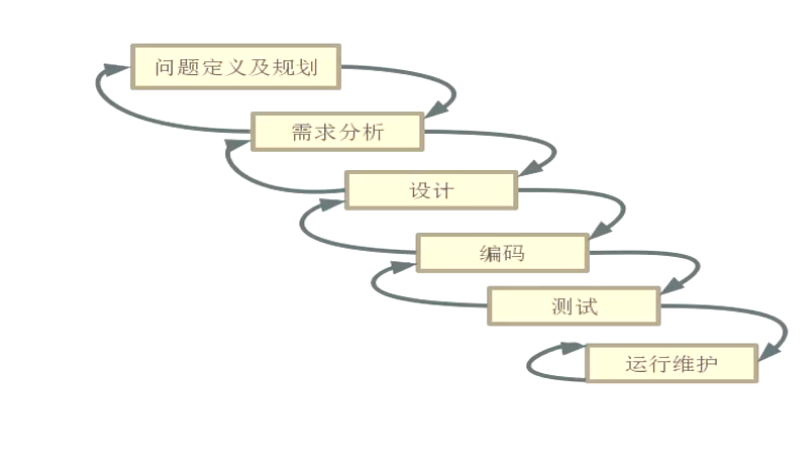 问题定义及规划
需求分析
设计
编码
测试
运行维护